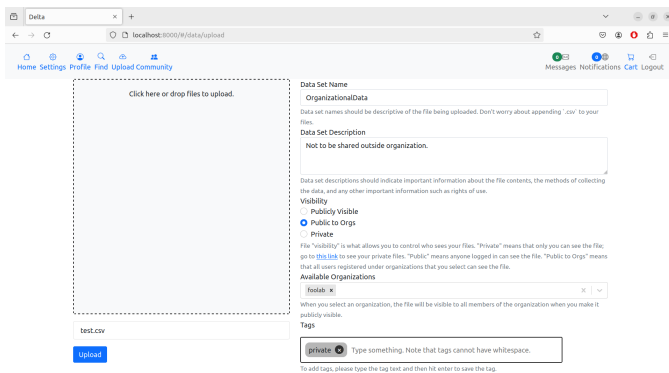 Delta
localhost:8000/#/data/upload
Home Settings Profile Find Upload Community
0 0
Messages Notifications Cart Logout
Click here or drop files to upload.
test.csv
Upload
Data Set Name
OrganizationalData
Data set names should be descriptive of the file being uploaded. Don't worry about appending `.csv` to your
files.
Data Set Description
Not to be shared outside organization.
Data set descriptions should indicate important information about the file contents, the methods of collecting
the data, and any other important information such as rights of use.
Visibility
Publicly Visible
Public to Orgs
Private
File "visibility" is what allows you to control who sees your files. "Private" means that only you can see the file;
go to this link to see your private files. "Public" means anyone logged in can see the file. "Public to Orgs" means
that all users registered under organizations that you select can see the file.
Available Organizations
foolab
When you select an organization, the file will be visible to all members of the organization when you make it
publicly visible.
Tags
private Type something. Note that tags cannot have whitespace.
To add tags, please type the tag text and then hit enter to save the tag.